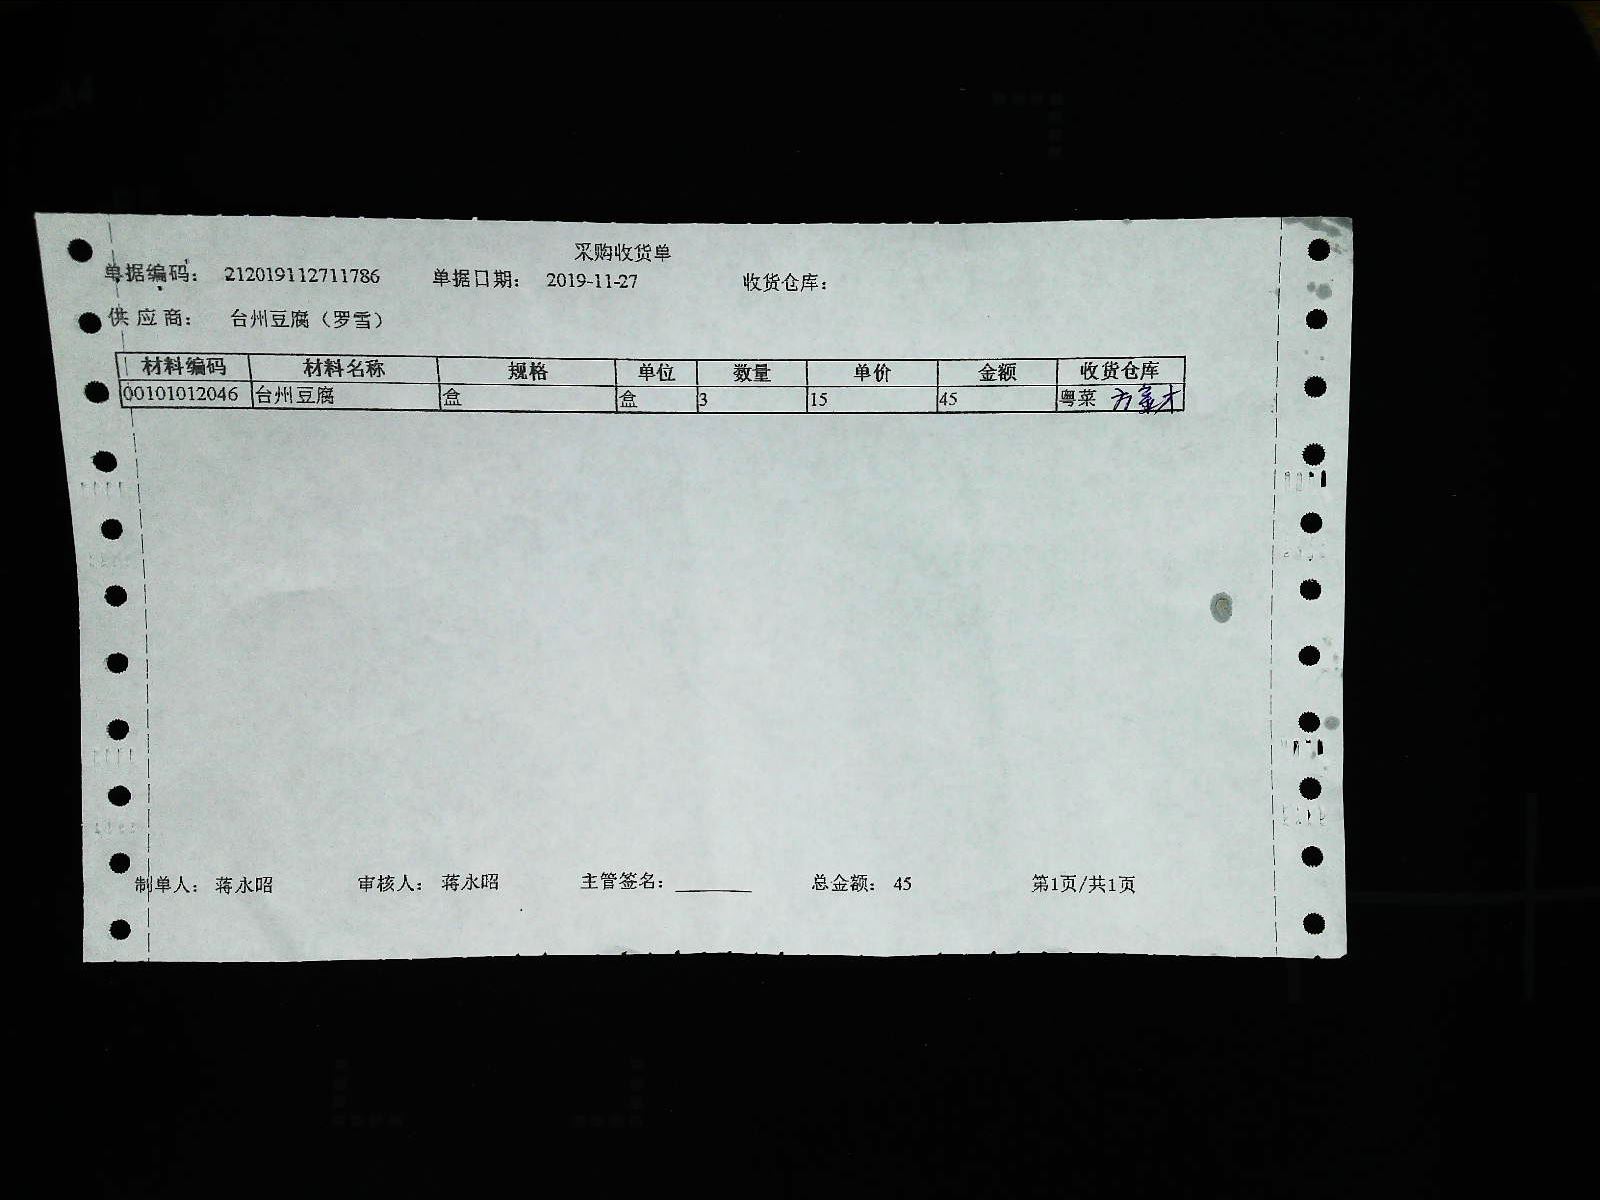 采购收货单
单据编码： 212019112711786 单据日期： 2019-11-27 收货仓库：
供 应 商： 台州豆腐（罗雪）
材料编码 材料名称 规格 单位 数量 单价 金额 收货仓库
00101012046 台州豆腐 盒 盒 3 15 45 粤菜
制单人： 蒋永昭 审核人： 蒋永昭 主管签名： 总金额： 45 第1页/共1页